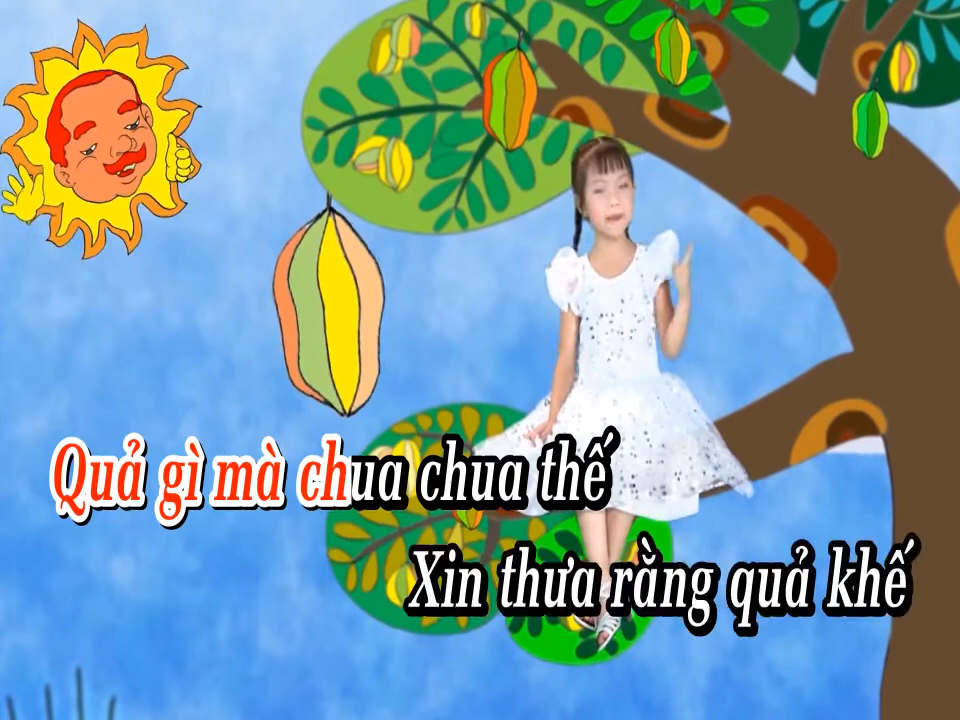 Quả gì mà chua chua thế
Xin thưa rằng quả khế